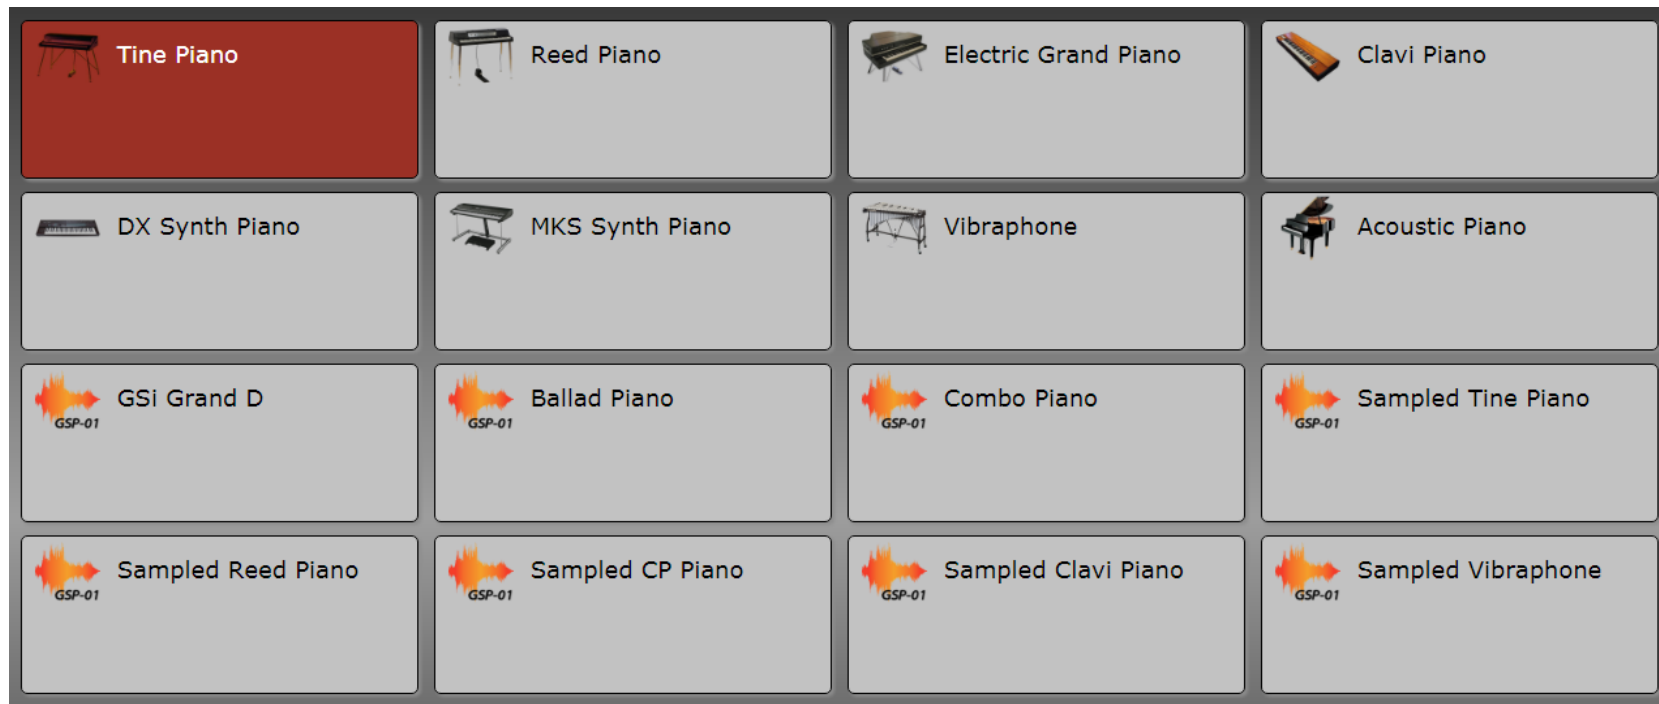 Tine Piano
Reed Piano
Electric Grand Piano
Clavi Piano
DX Synth Piano
MKS Synth Piano
Vibraphone
Acoustic Piano
GSi Grand D
GSP-01
Ballad Piano
GSP-01
Combo Piano
GSP-01
Sampled Tine Piano
GSP-01
Sampled Reed Piano
GSP-01
Sampled CP Piano
GSP-01
Sampled Clavi Piano
GSP-01
Sampled Vibraphone
GSP-01